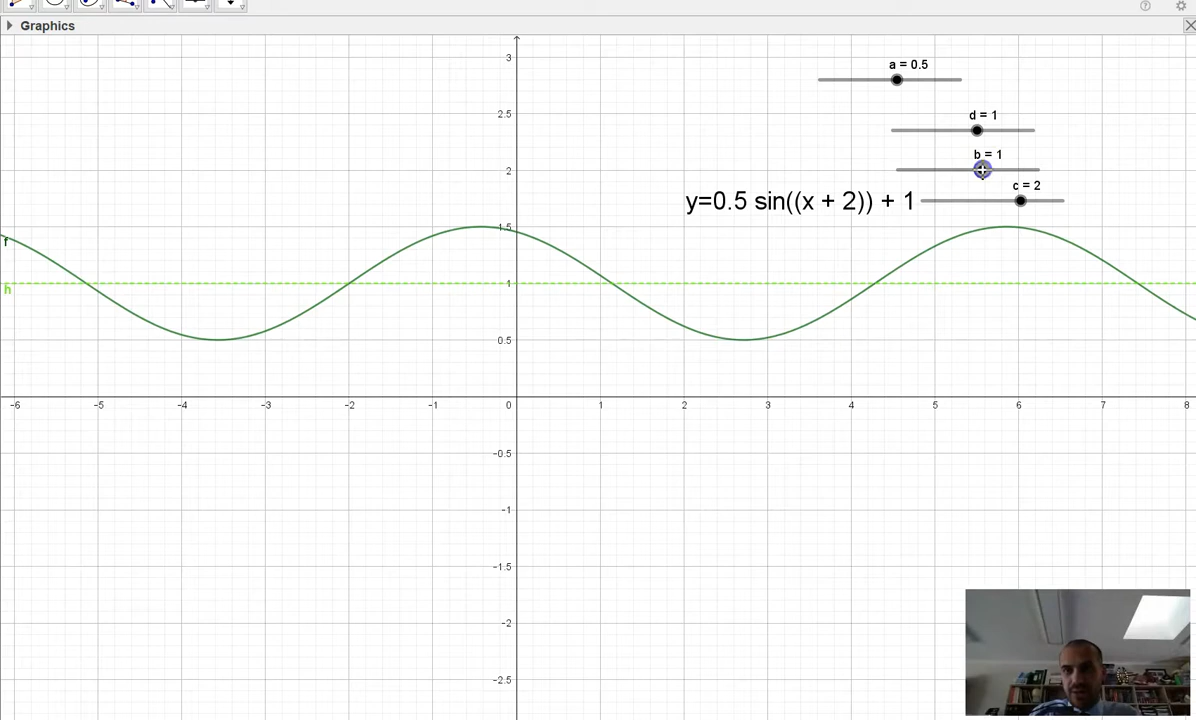 Graphics
a = 0.5
d = 1
b = 1
c = 2
y=0.5 sin((x + 2)) + 1
f
h
3
2.5
2
1.5
1
0.5
-6 -5 -4 -3 -2 -1 0 1 2 3 4 5 6 7 8
-0.5
-1
-1.5
-2
-2.5